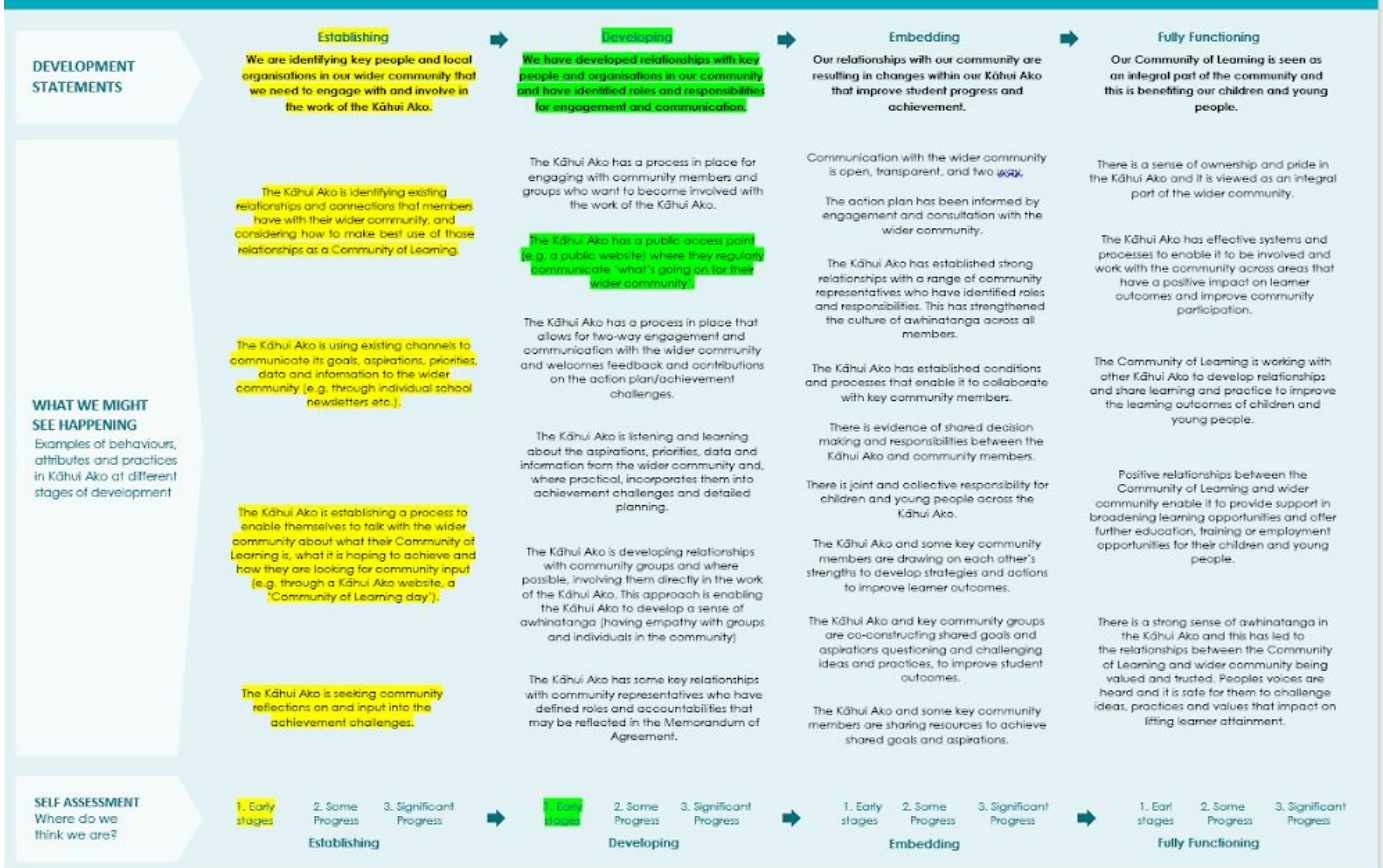 Establishing
We are identifying key people and local
organisations in our wider community that
we need to engage with and involve in
the work of the Kāhui Ako.
Developing
We have developed relationships with key
people and organisations in our community
and have identified roles and responsibilities
for engagement and communication.
Embedding
Our relationships with our community are
resulting in changes within our Kāhui Ako
that improve student progress and
achievement.
Fully Functioning
Our Community of Learning is seen as
an integral part of the community and
this is benefiting our children and young
people.
DEVELOPMENT
STATEMENTS
WHAT WE MIGHT
SEE HAPPENING
Examples of behaviours,
attributes and practices
in Kāhui Ako at different
stages of development
The Kāhui Ako is identifying existing
relationships and connections that members
have with their wider community, and
considering how to make best use of those
relationships as a Community of Learning.
The Kāhui Ako is using existing channels to
communicate its goals, aspirations, priorities,
data and information to the wider
community (e.g. through individual school
newsletters etc.).
The Kāhui Ako is establishing a process to
enable themselves to talk with the wider
community about what their Community of
Learning is, what it is hoping to achieve and
how they are looking for community input
(e.g. through a Kāhui Ako website, a
"Community of Learning day").
The Kāhui Ako is seeking community
reflections on and input into the
achievement challenges.
The Kāhui Ako has a process in place for
engaging with community members and
groups who want to become involved with
the work of the Kāhui Ako.
The Kāhui Ako has a public access point
(e.g. a public website) where they regularly
communicate "what's going on for their
wider community".
The Kāhui Ako has a process in place that
allows for two-way engagement and
communication with the wider community
and welcomes feedback and contributions
on the action plan/achievement
challenges.
The Kāhui Ako is listening and learning
about the aspirations, priorities, data and
information from the wider community and,
where practical, incorporates them into
achievement challenges and detailed
planning.
The Kāhui Ako is developing relationships
with community groups and where
possible, involving them directly in the work
of the Kāhui Ako. This approach is enabling
the Kāhui Ako to develop a sense of
awhinatanga (having empathy with groups
and individuals in the community)
The Kāhui Ako has some key relationships
with community representatives who have
defined roles and accountabilities that
may be reflected in the Memorandum of
Agreement.
Communication with the wider community
is open, transparent, and two way.
The action plan has been informed by
engagement and consultation with the
wider community.
The Kāhui Ako has established strong
relationships with a range of community
representatives who have identified roles
and responsibilities. This has strengthened
the culture of awhinatanga across all
members.
The Kāhui Ako has established conditions
and processes that enable it to collaborate
with key community members.
There is evidence of shared decision
making and responsibilities between the
Kāhui Ako and community members.
There is joint and collective responsibility for
children and young people across the
Kāhui Ako.
The Kāhui Ako and some key community
members are drawing on each other's
strengths to develop strategies and actions
to improve learner outcomes.
The Kāhui Ako and key community groups
are co-constructing shared goals and
aspirations questioning and challenging
ideas and practices, to improve student
outcomes.
The Kāhui Ako and some key community
members are sharing resources to achieve
shared goals and aspirations.
There is a sense of ownership and pride in
the Kāhui Ako and it is viewed as an integral
part of the wider community.
The Kāhui Ako has effective systems and
processes to enable it to be involved and
work with the community across areas that
have a positive impact on learner
outcomes and improve community
participation.
The Community of Learning is working with
other Kāhui Ako to develop relationships
and share learning and practice to improve
the learning outcomes of children and
young people.
Positive relationships between the
Community of Learning and wider
community enable it to provide support in
broadening learning opportunities and offer
further education, training or employment
opportunities for their children and young
people.
There is a strong sense of awhinatanga in
the Kāhui Ako and this has led to
the relationships between the Community
of Learning and wider community being
valued and trusted. Peoples voices are
heard and it is safe for them to challenge
ideas, practices and values that impact on
lifting learner attainment.
SELF ASSESSMENT
Where do we
think we are?
1. Early
stages
2. Some
Progress
3. Significant
Progress
Establishing
1. Early
stages
2. Some
Progress
3. Significant
Progress
Developing
1. Early
stages
2. Some
Progress
3. Significant
Progress
Embedding
1. Earl
stages
2. Some
Progress
3. Significant
Progress
Fully Functioning